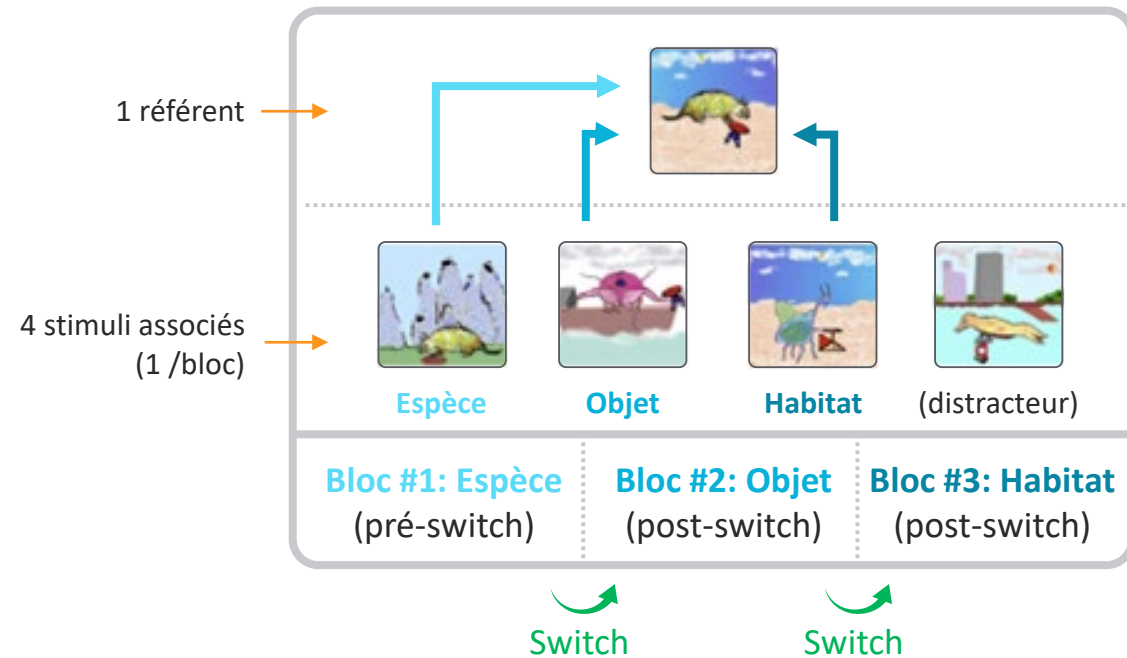 1 référent
4 stimuli associés
(1 /bloc)
Espèce
Objet
Habitat
(distracteur)
Bloc #1: Espèce
(pré-switch)
Bloc #2: Objet
(post-switch)
Bloc #3: Habitat
(post-switch)
Switch
Switch